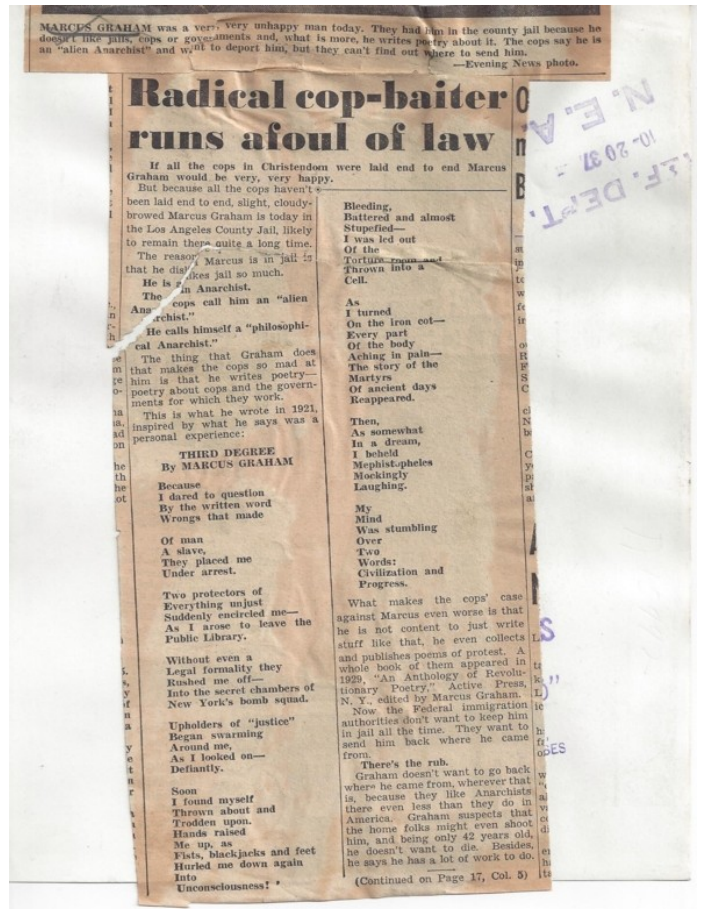 MARCUS GRAHAM was a very, very unhappy man today. They had him in the county jail because he
doesn't like jails, cops or governments and, what is more, he writes poetry about it. The cops say he is
an "alien Anarchist" and want to deport him, but they can't find out where to send him.
—Evening News photo.
Radical cop-baiter
runs afoul of law
If all the cops in Christendom were laid end to end Marcus
Graham would be very, very happy.
But because all the cops haven't
been laid end to end, slight, cloudy-
browed Marcus Graham is today in
the Los Angeles County Jail, likely
to remain there quite a long time.
The reason Marcus is in jail is
that he dislikes jail so much.
He is an Anarchist.
The cops call him an "alien
Anarchist."
He calls himself a "philosophi-
cal Anarchist."
The thing that Graham does
that makes the cops so mad at
him is that he writes poetry—
poetry about cops and the govern-
ments for which they work.
This is what he wrote in 1921,
inspired by what he says was a
personal experience:
THIRD DEGREE
By MARCUS GRAHAM
Because
I dared to question
By the written word
Wrongs that made
Of man
A slave,
They placed me
Under arrest.
Two protectors of
Everything unjust
Suddenly encircled me—
As I arose to leave the
Public Library.
Without even a
Legal formality they
Rushed me off—
Into the secret chambers of
New York's bomb squad.
Upholders of "justice"
Began swarming
Around me,
As I looked on—
Defiantly.
Soon
I found myself
Thrown about and
Trodden upon.
Hands raised
Me up, as
Fists, blackjacks and feet
Hurled me down again
Into
Unconsciousness!
Bleeding,
Battered and almost
Stupefied—
I was led out
Of the
Torture room and
Thrown into a
Cell.
As
I turned
On the iron cot—
Every part
Of the body
Aching in pain—
The story of the
Martyrs
Of ancient days
Reappeared.
Then,
As somewhat
In a dream,
I beheld
Mephistopheles
Mockingly
Laughing.
My
Mind
Was stumbling
Over
Two
Words:
Civilization and
Progress.
What makes the cops' case
against Marcus even worse is that
he is not content to just write
stuff like that, he even collects
and publishes poems of protest. A
whole book of them appeared in
1929, "An Anthology of Revolu-
tionary Poetry," Active Press,
N. Y., edited by Marcus Graham.
Now the Federal immigration
authorities don't want to keep him
in jail all the time. They want to
send him back where he came
from.
There's the rub.
Graham doesn't want to go back
where he came from, wherever that
is, because they like Anarchists
there even less than they do in
America. Graham suspects that
the home folks might even shoot
him, and being only 42 years old,
he doesn't want to die. Besides,
he says he has a lot of work to do.
(Continued on Page 17, Col. 5)
N. E. A.
10-20 37
REF. DEPT.